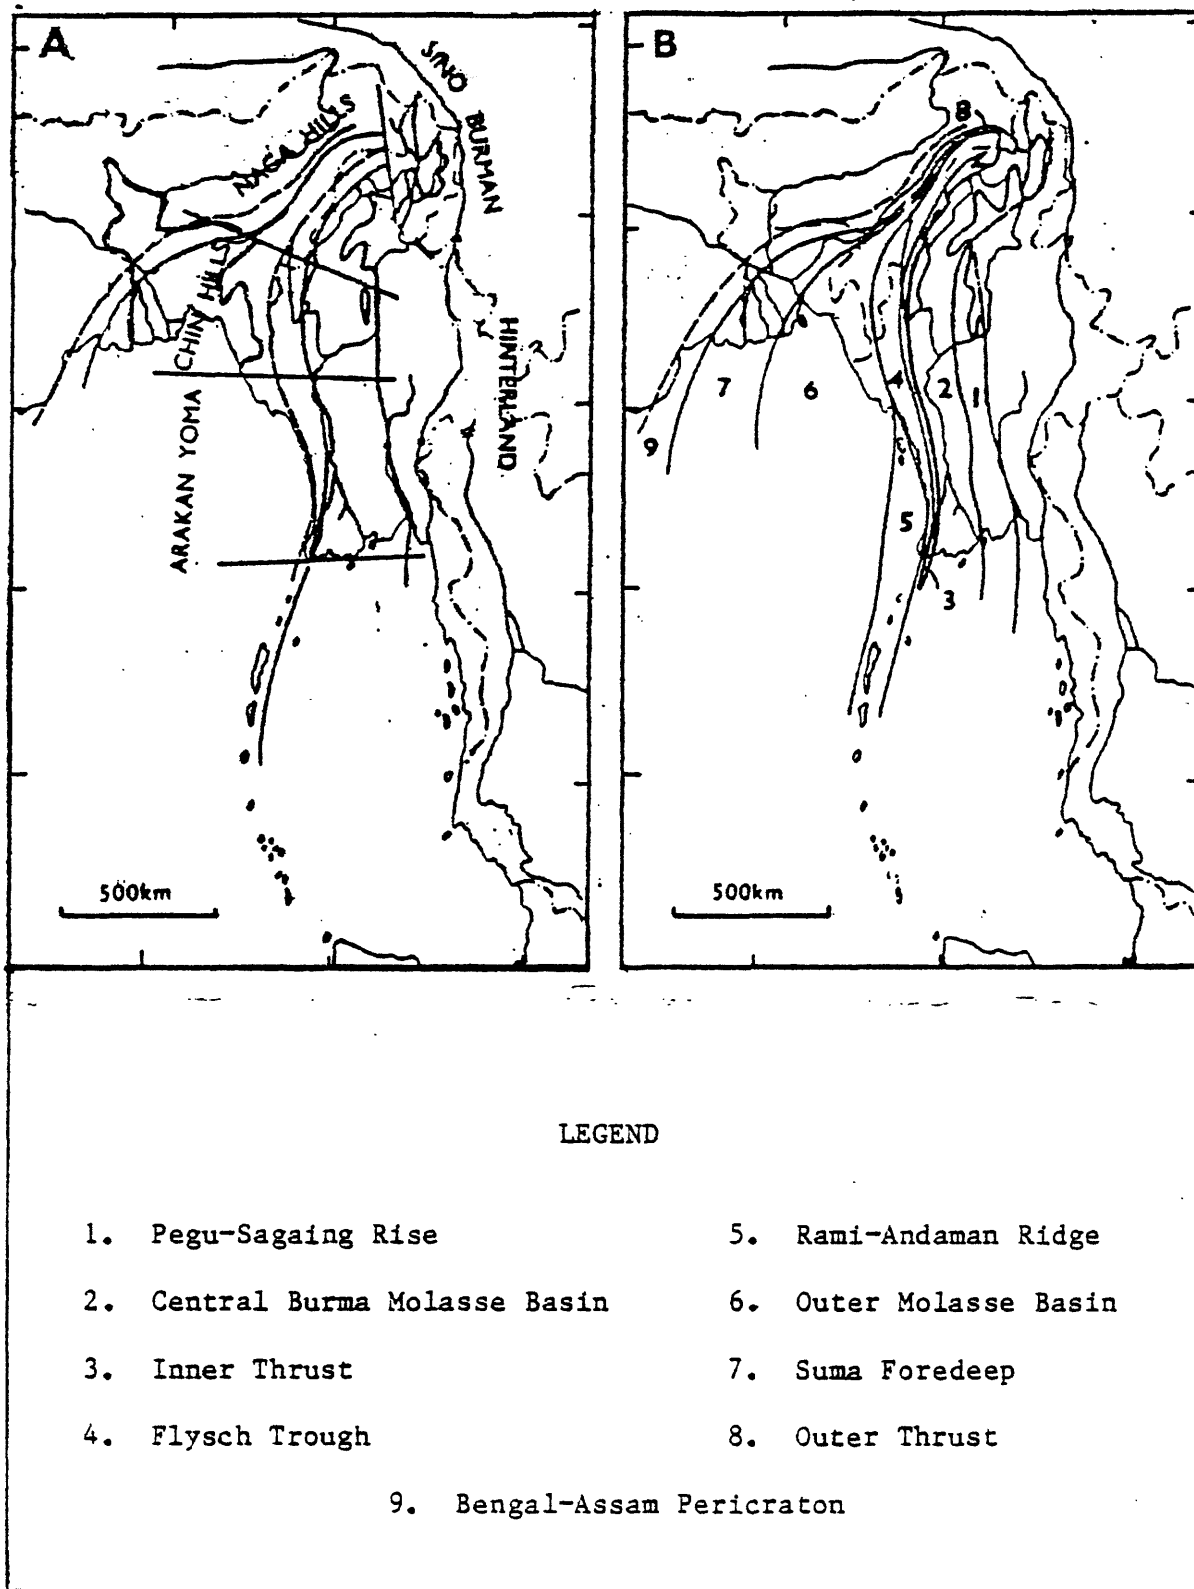 A
SINO BURMAN
NAGA HILLS
CHIN HILLS
ARAKAN YOMA
HINTERLAND
500km
B
8
7
6
4
2
1
9
5
3
500km
LEGEND
1. Pegu-Sagaing Rise
2. Central Burma Molasse Basin
3. Inner Thrust
4. Flysch Trough
5. Rami-Andaman Ridge
6. Outer Molasse Basin
7. Suma Foredeep
8. Outer Thrust
9. Bengal-Assam Pericraton